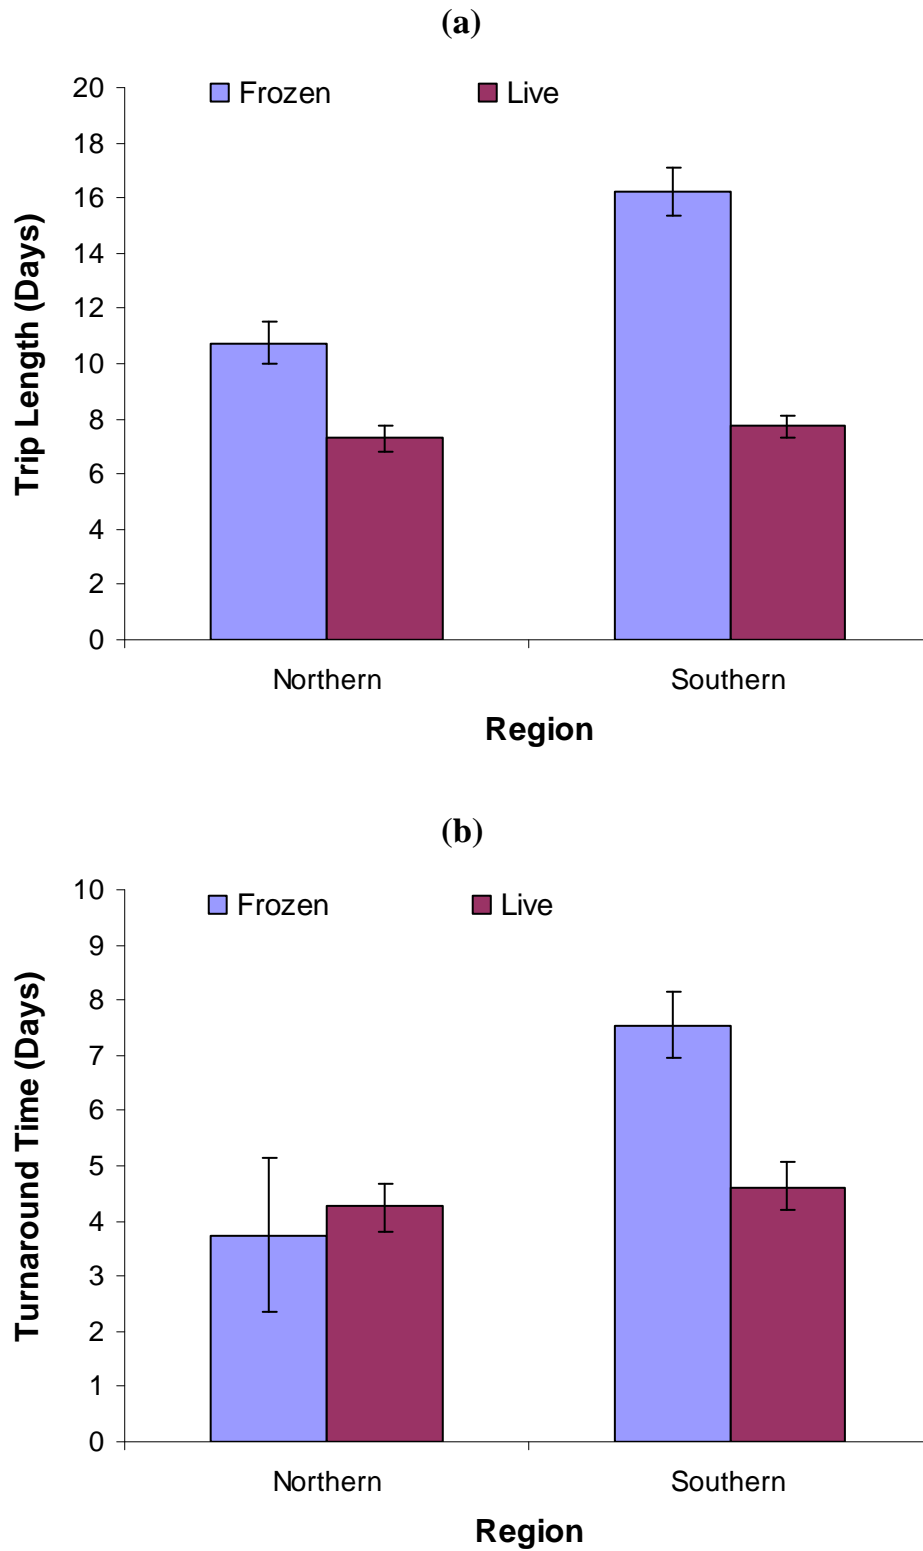 (a)
Frozen Live
Trip Length (Days)
20
18
16
14
12
10
8
6
4
2
0
Northern Southern
Region
(b)
Frozen Live
Turnaround Time (Days)
10
9
8
7
6
5
4
3
2
1
0
Northern Southern
Region